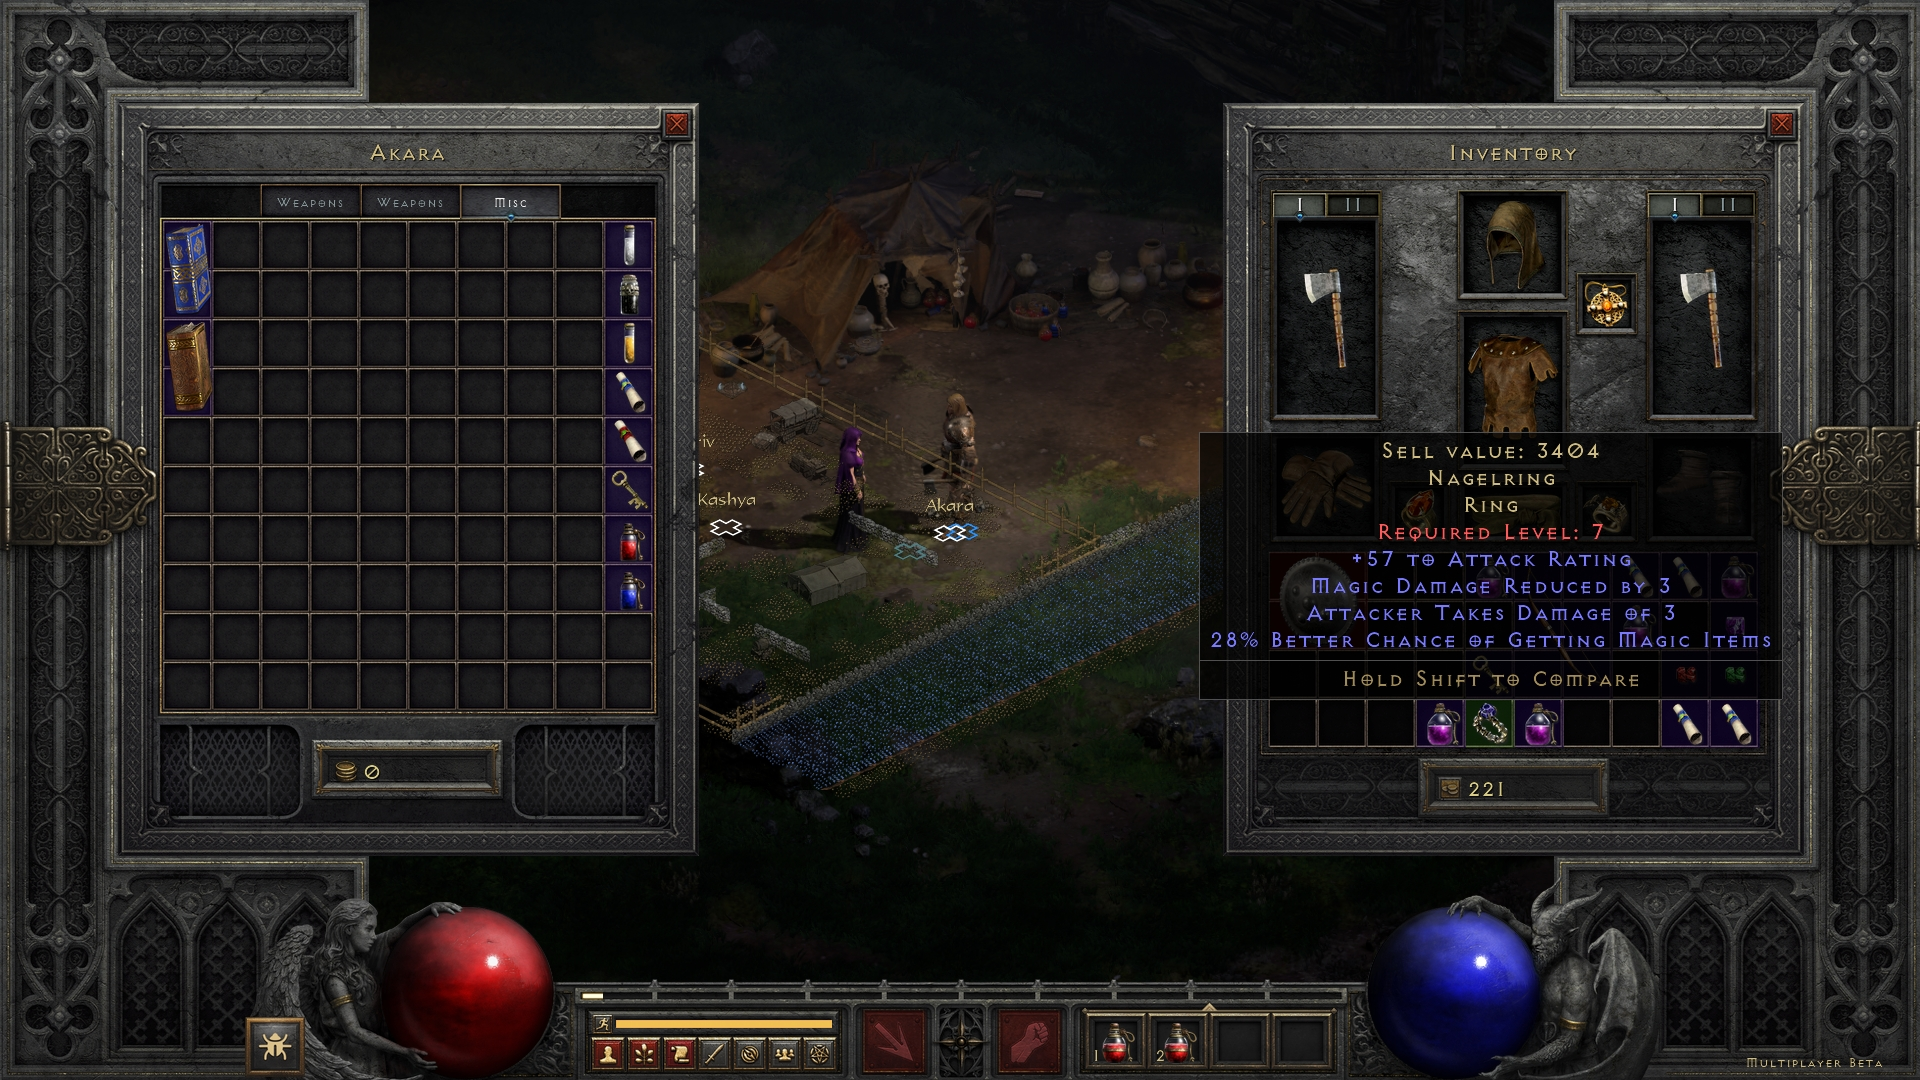 Akara
Weapons
Weapons
Misc
0
iv
Kashya
Akara
Inventory
I
II
I
II
Sell value: 3404
Nagelring
Ring
Required Level: 7
+57 to Attack Rating
Magic Damage Reduced by 3
Attacker Takes Damage of 3
28% Better Chance of Getting Magic Items
Hold Shift to Compare
221
1
2
Multiplayer Beta